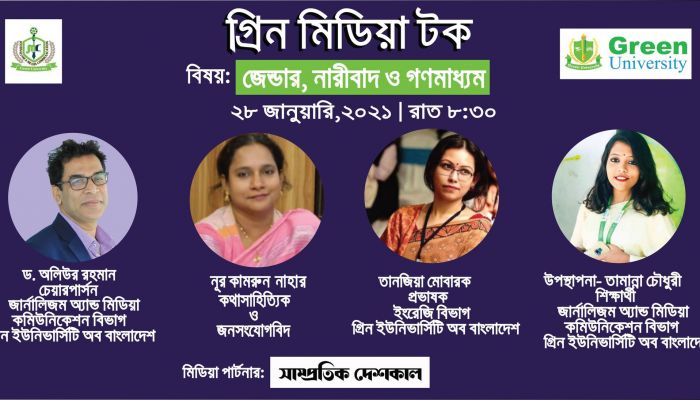 গ্রিন মিডিয়া টক
বিষয়: জেন্ডার, নারীবাদ ও গণমাধ্যম
২৮ জানুয়ারি,২০২১ | রাত ৮:৩০
Green
University
ড. অলিউর রহমান
চেয়ারপার্সন
জার্নালিজম অ্যান্ড মিডিয়া
কমিউনিকেশন বিভাগ
ন ইউনিভার্সিটি অব বাংলাদেশ
নূর কামরুন নাহার
কথাসাহিত্যিক
ও
জনসংযোগবিদ
তানজিয়া মোবারক
প্রভাষক
ইংরেজি বিভাগ
গ্রিন ইউনিভার্সিটি অব বাংলাদেশ
উপস্থাপনা- তামান্না চৌধুরী
শিক্ষার্থী
জার্নালিজম অ্যান্ড মিডিয়া
কমিউনিকেশন বিভাগ
গ্রিন ইউনিভার্সিটি অব বাংলাদে
মিডিয়া পার্টনার: সাম্প্রতিক দেশকাল